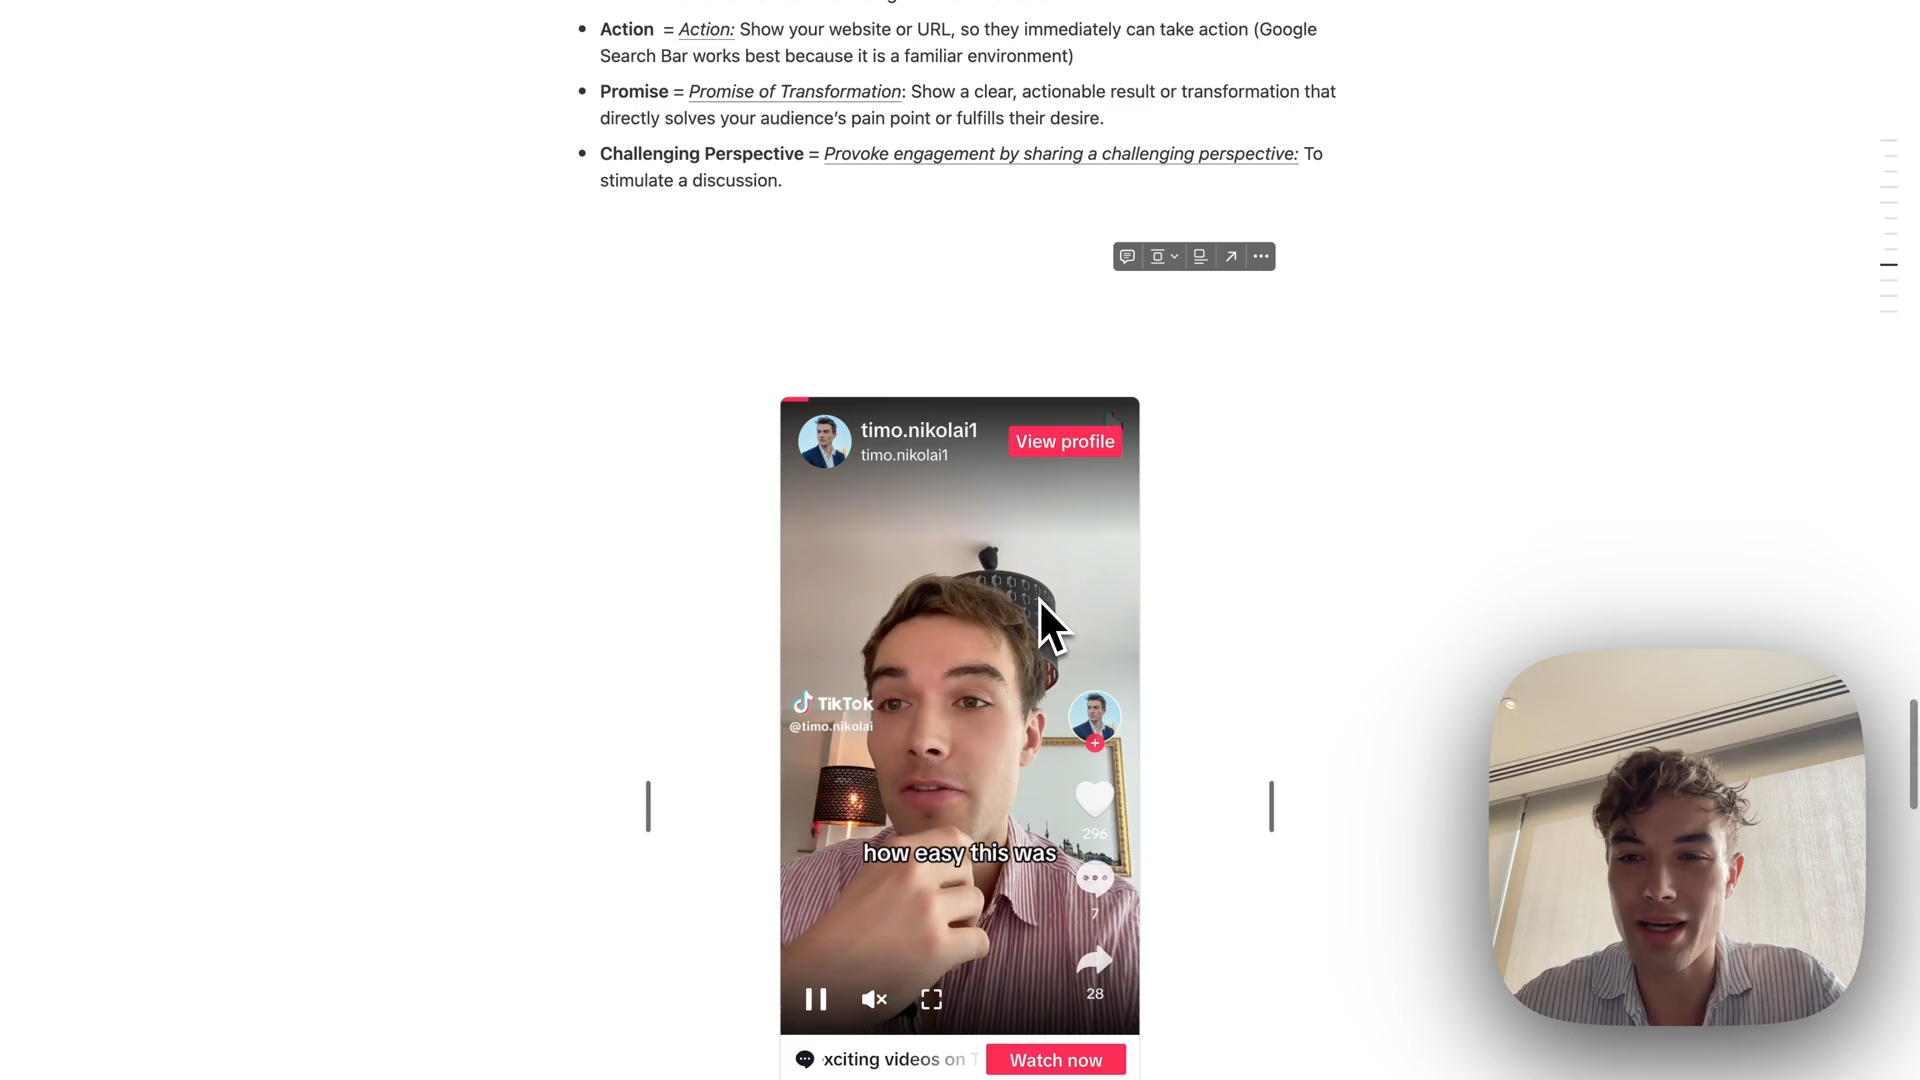 Action = Action: Show your website or URL, so they immediately can take action (Google
Search Bar works best because it is a familiar environment)
Promise = Promise of Transformation: Show a clear, actionable result or transformation that
directly solves your audience's pain point or fulfills their desire.
Challenging Perspective = Provoke engagement by sharing a challenging perspective: To
stimulate a discussion.
timo.nikolai1
timo.nikolai1
View profile
TikTok
@timo.nikolai
how easy this was
296
7
28
xciting videos on T
Watch now